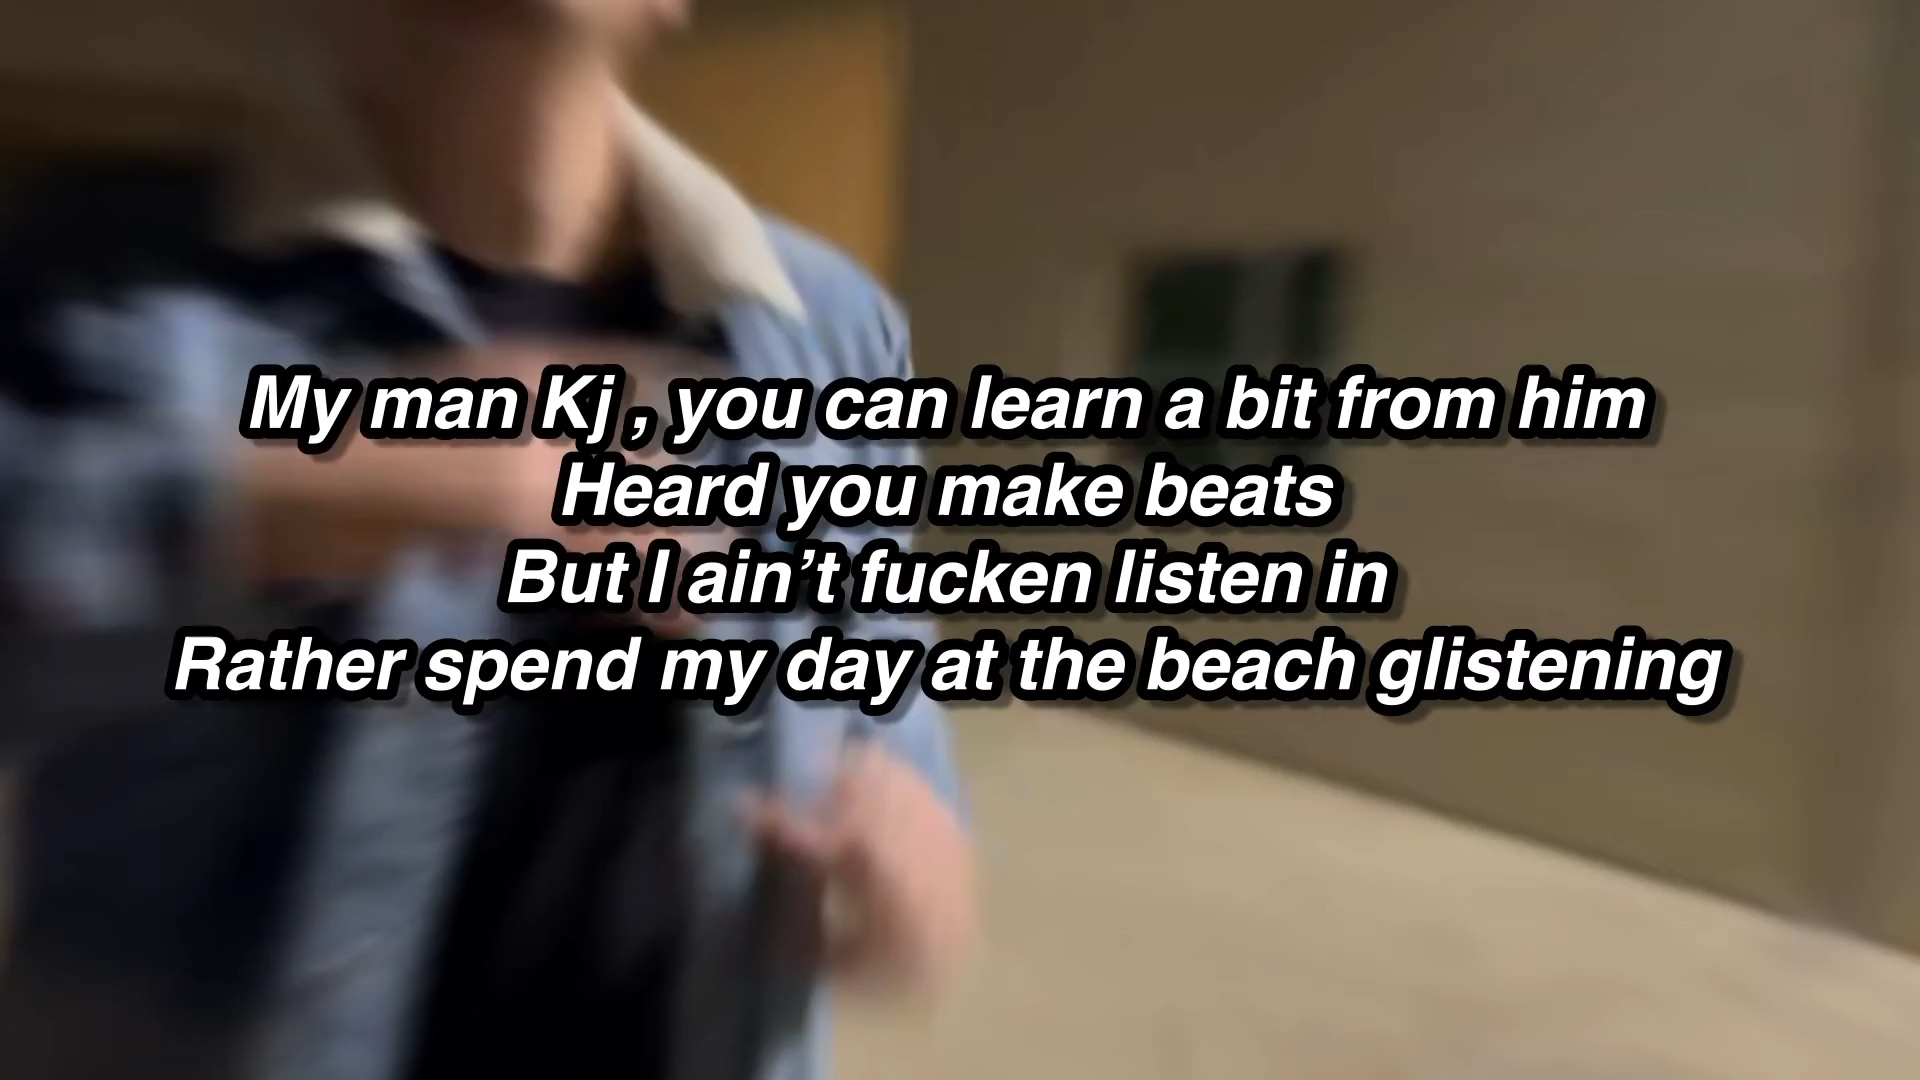 My man Kj , you can learn a bit from him
Heard you make beats
But I ain’t fucken listen in
Rather spend my day at the beach glistening